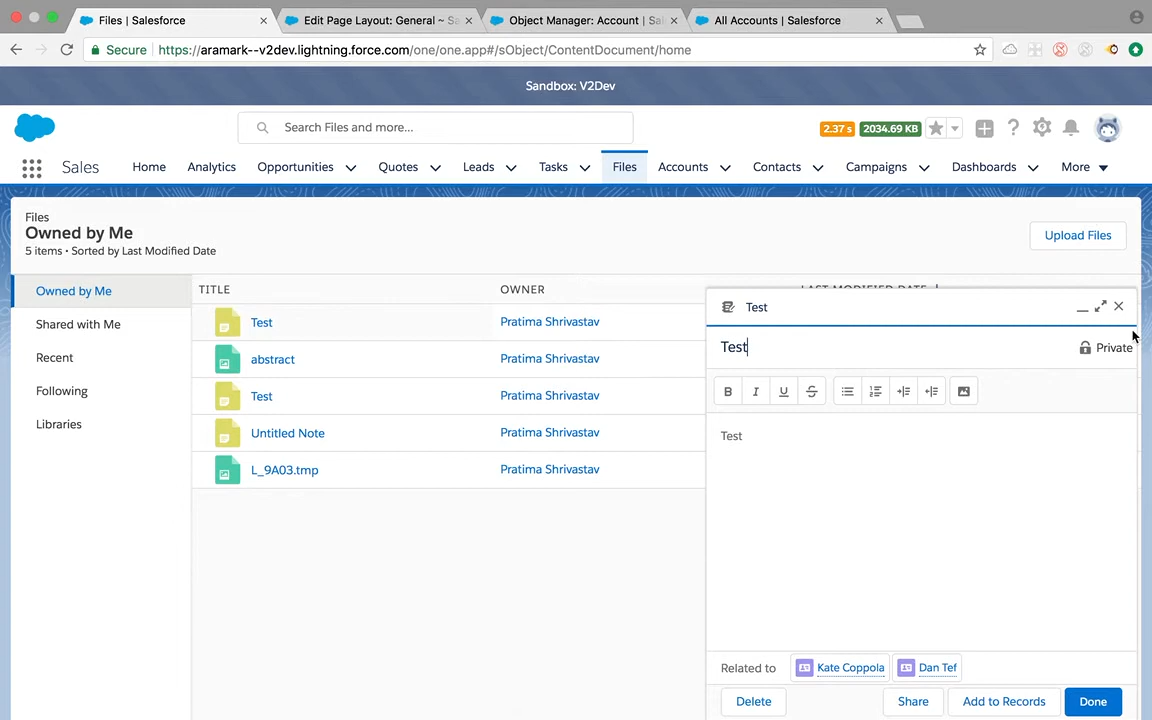 Files | Salesforce
Edit Page Layout: General ~ Sa
Object Manager: Account | Sal
All Accounts | Salesforce
Secure https://aramark--v2dev.lightning.force.com/one/one.app#/sObject/ContentDocument/home
Sandbox: V2Dev
Search Files and more...
2.37 s 2034.69 KB
Sales Home Analytics Opportunities Quotes Leads Tasks Files Accounts Contacts Campaigns Dashboards More
Files
Owned by Me
5 items • Sorted by Last Modified Date
Upload Files
Owned by Me
Shared with Me
Recent
Following
Libraries
TITLE OWNER LAST MODIFIED DATE
Test Pratima Shrivastav
abstract Pratima Shrivastav
Test Pratima Shrivastav
Untitled Note Pratima Shrivastav
L_9A03.tmp Pratima Shrivastav
Test
Test Private
B I U S
Test
Related to Kate Coppola Dan Tef
Delete Share Add to Records Done